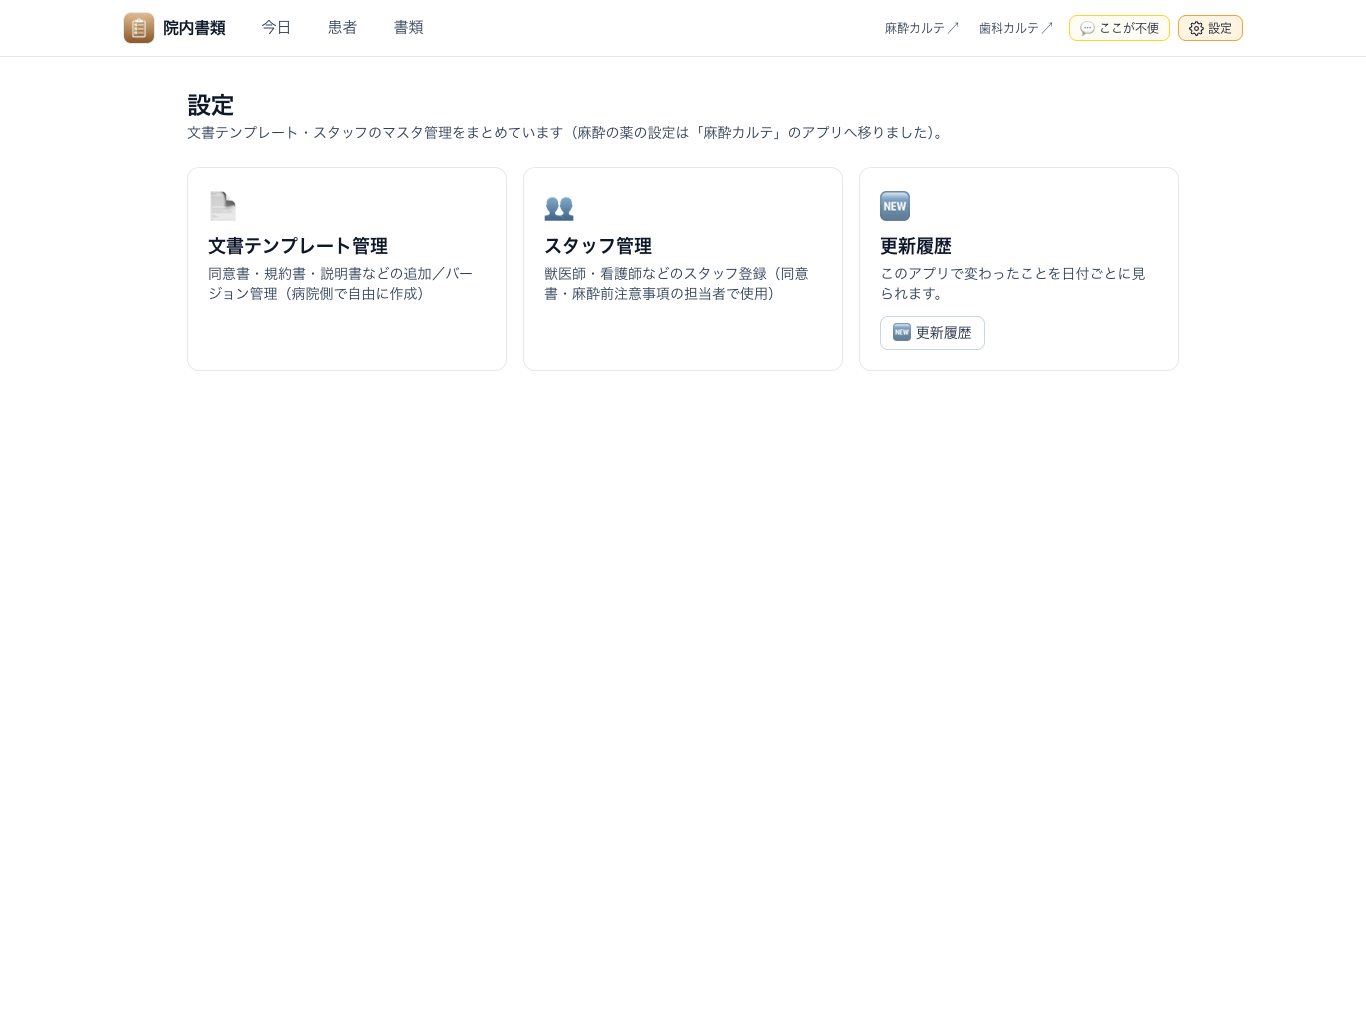 院内書類
今日
患者
書類
麻酔カルテ↗
歯科カルテ↗
ここが不便
設定
設定
文書テンプレート・スタッフのマスタ管理をまとめています（麻酔の薬の設定は「麻酔カルテ」のアプリへ移りました）。
文書テンプレート管理
同意書・規約書・説明書などの追加／バー
ジョン管理（病院側で自由に作成）
スタッフ管理
獣医師・看護師などのスタッフ登録（同意
書・麻酔前注意事項の担当者で使用）
NEW
更新履歴
このアプリで変わったことを日付ごとに見
られます。
NEW 更新履歴